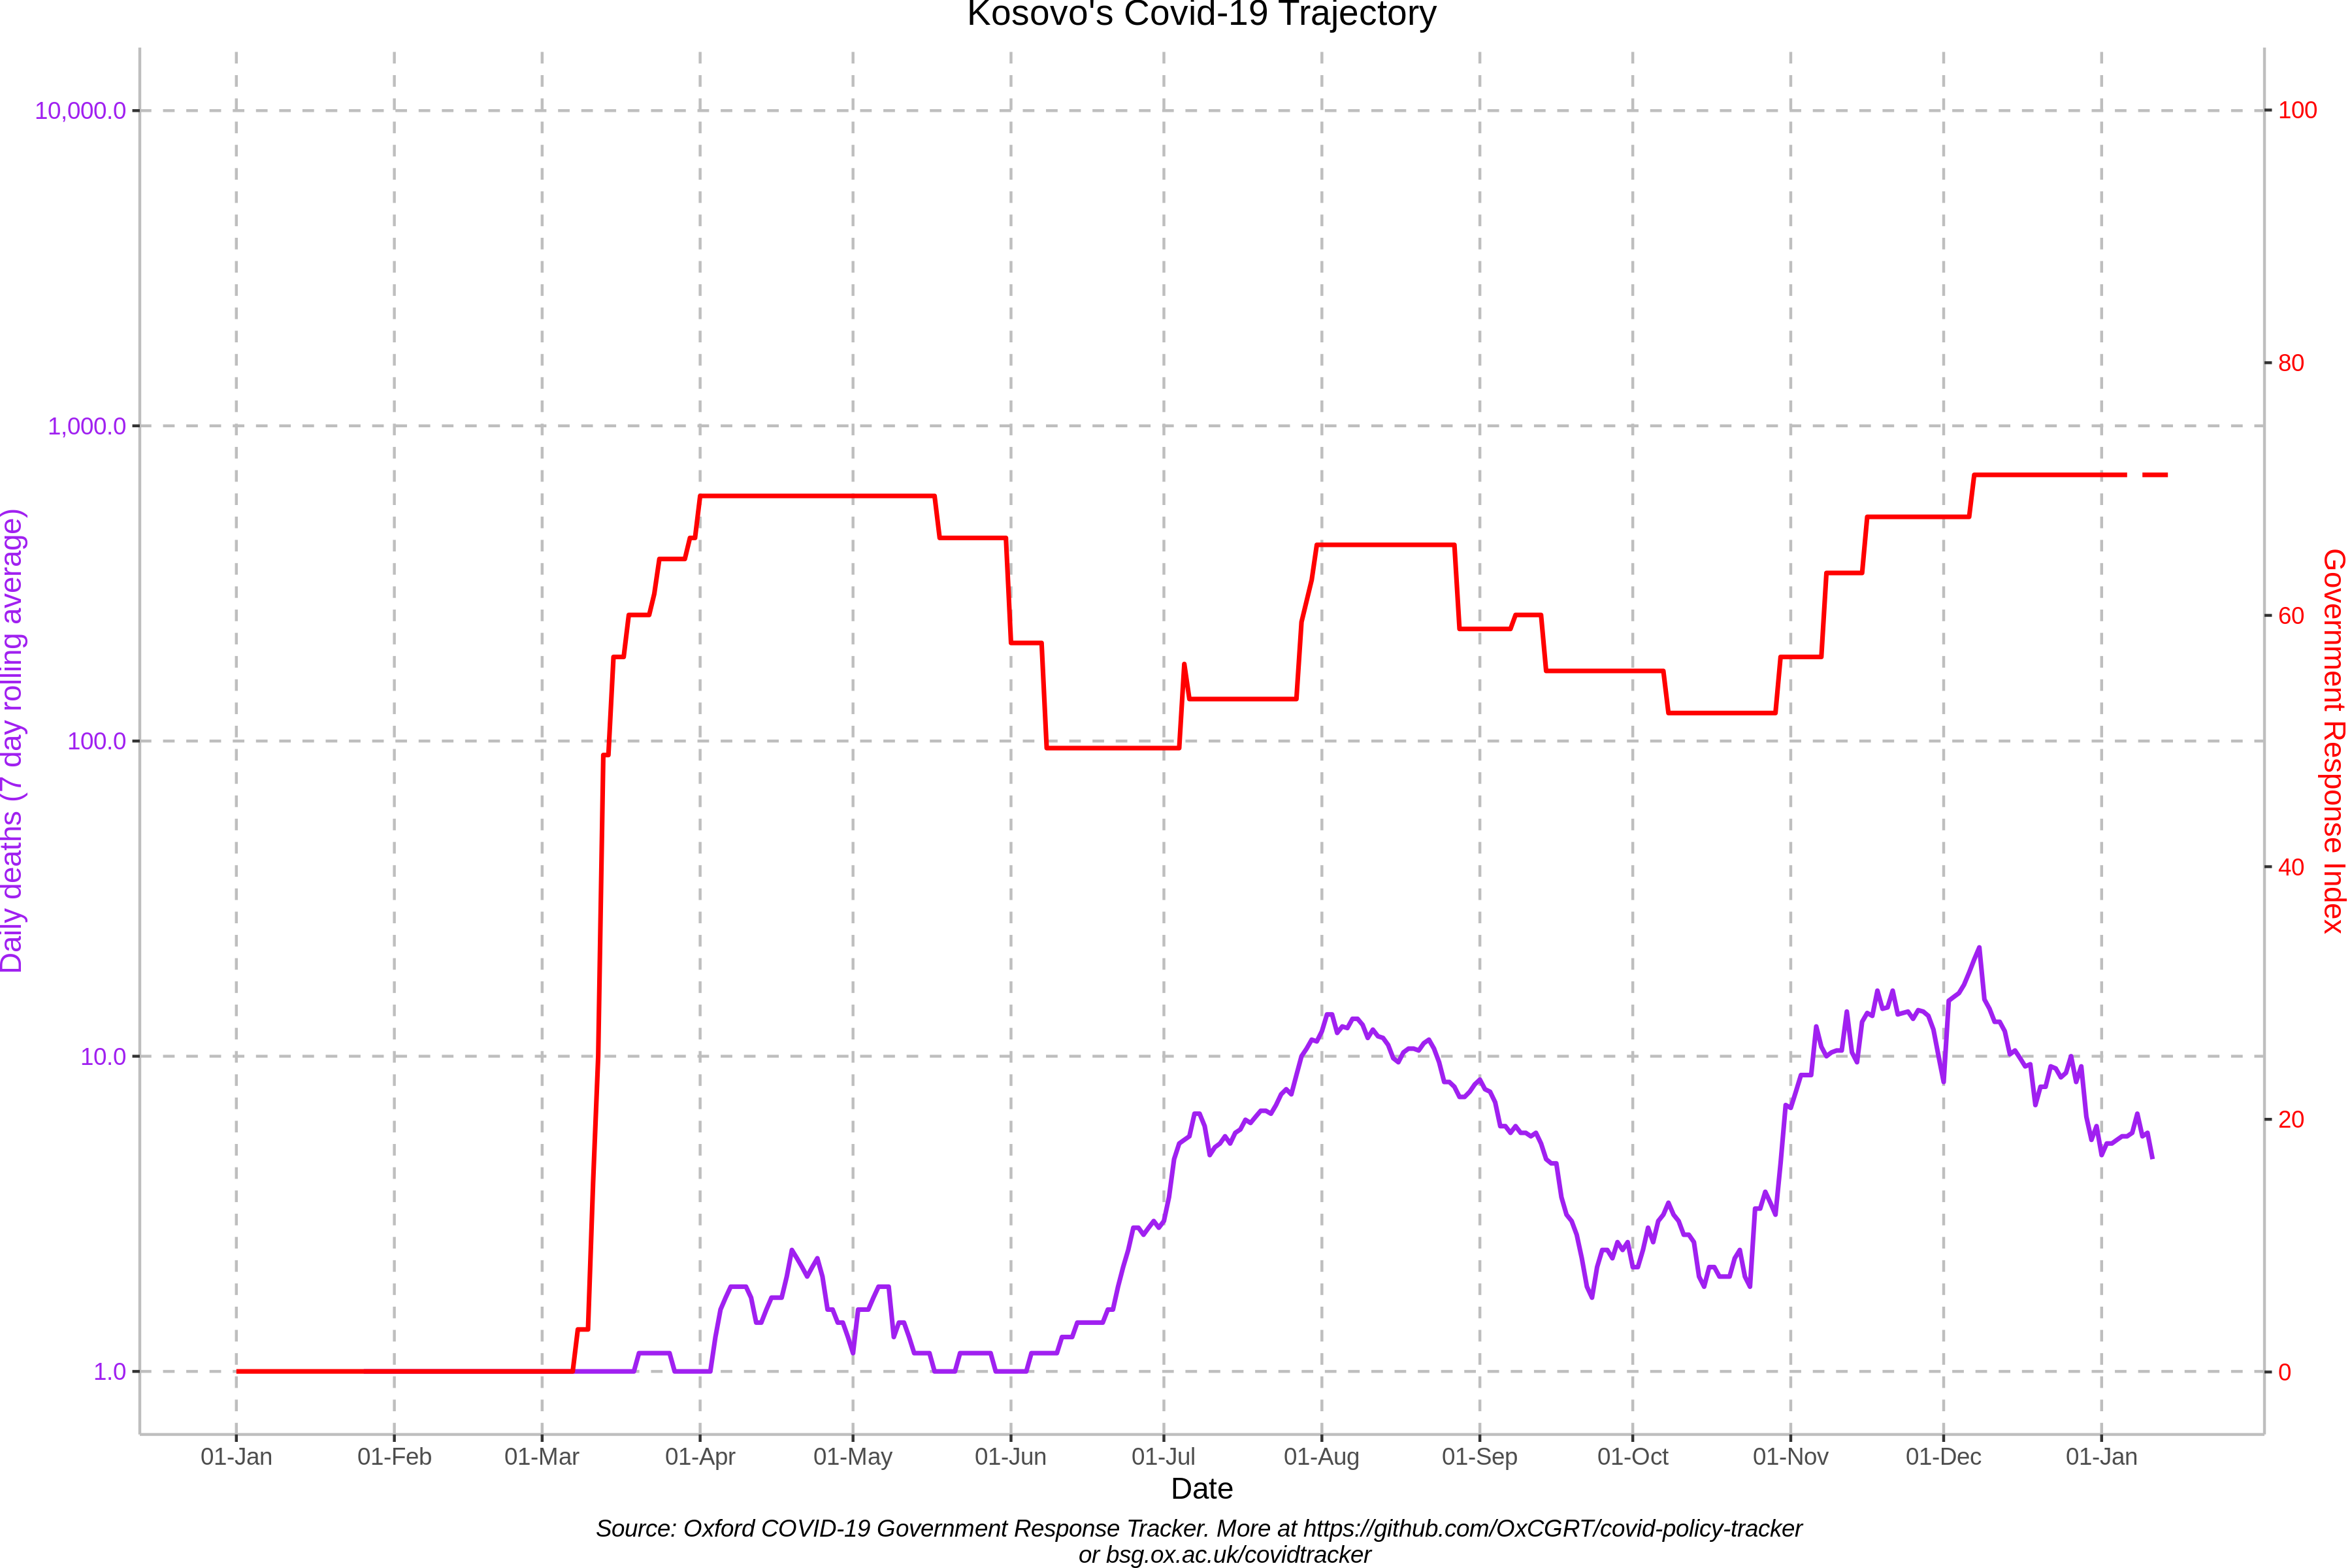 Kosovo's Covid-19 Trajectory
10,000.0
1,000.0
100.0
10.0
1.0
Daily deaths (7 day rolling average)
100
80
60
40
20
0
Government Response Index
01-Jan
01-Feb
01-Mar
01-Apr
01-May
01-Jun
01-Jul
01-Aug
01-Sep
01-Oct
01-Nov
01-Dec
01-Jan
Date
Source: Oxford COVID-19 Government Response Tracker. More at https://github.com/OxCGRT/covid-policy-tracker
or bsg.ox.ac.uk/covidtracker